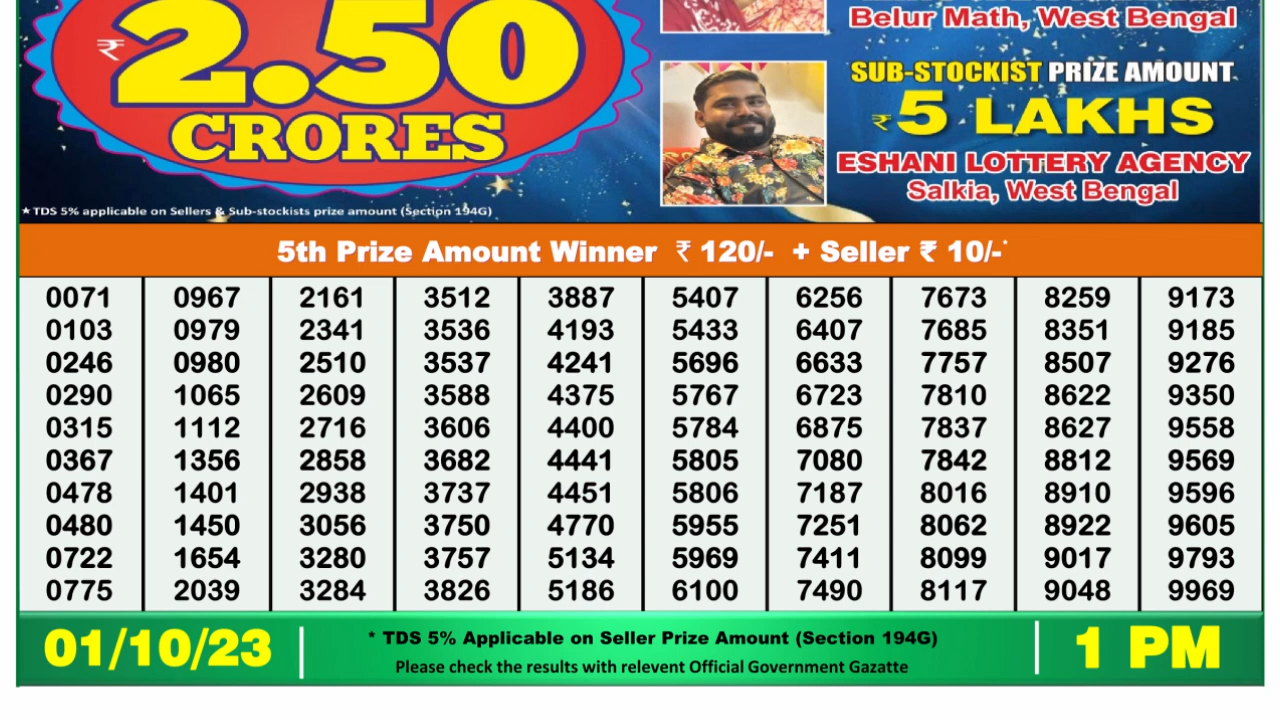 ₹2.50
CRORES
Belur Math, West Bengal
SUB-STOCKIST PRIZE AMOUNT
₹5 LAKHS
ESHANI LOTTERY AGENCY
Salkia, West Bengal
★TDS 5% applicable on Sellers & Sub-stockists prize amount (Section 194G)
5th Prize Amount Winner ₹ 120/- + Seller ₹ 10/-*
0071 0967 2161 3512 3887 5407 6256 7673 8259 9173
0103 0979 2341 3536 4193 5433 6407 7685 8351 9185
0246 0980 2510 3537 4241 5696 6633 7757 8507 9276
0290 1065 2609 3588 4375 5767 6723 7810 8622 9350
0315 1112 2716 3606 4400 5784 6875 7837 8627 9558
0367 1356 2858 3682 4441 5805 7080 7842 8812 9569
0478 1401 2938 3737 4451 5806 7187 8016 8910 9596
0480 1450 3056 3750 4770 5955 7251 8062 8922 9605
0722 1654 3280 3757 5134 5969 7411 8099 9017 9793
0775 2039 3284 3826 5186 6100 7490 8117 9048 9969
01/10/23
* TDS 5% Applicable on Seller Prize Amount (Section 194G)
Please check the results with relevent Official Government Gazatte
1 PM